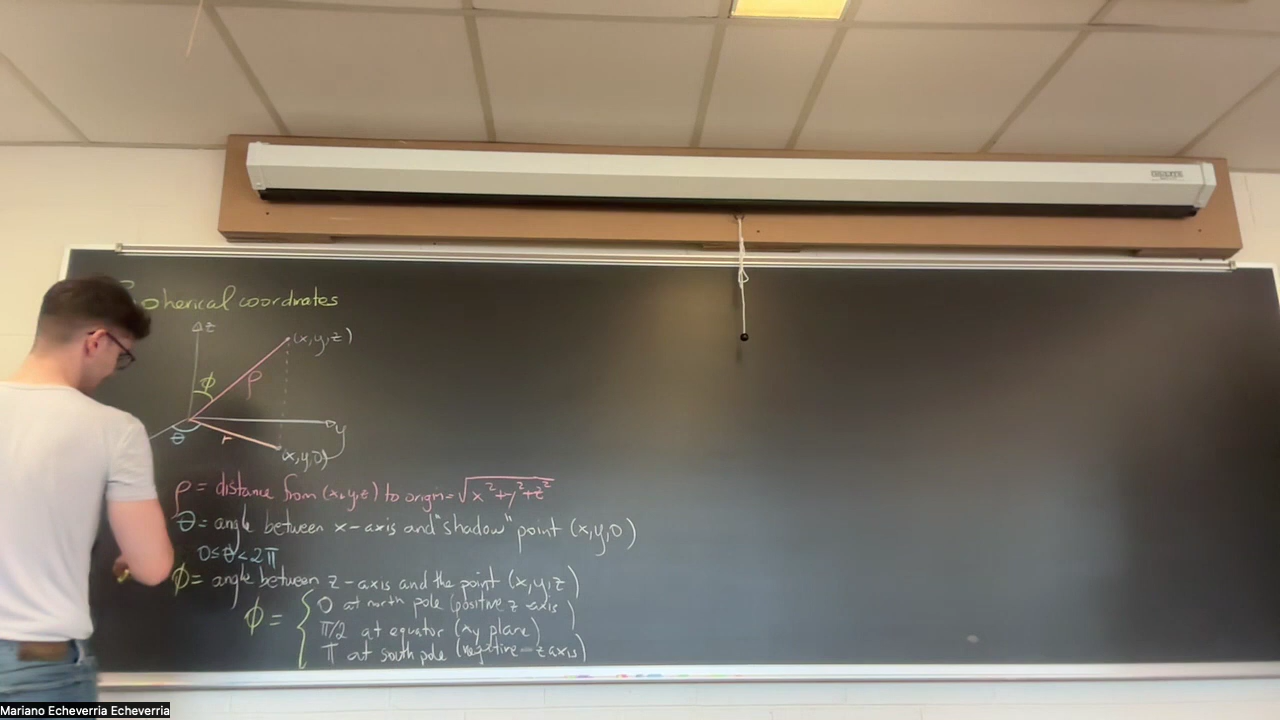 Spherical coordinates
z
(x,y,z)
φ
ρ
y
θ
r
(x,y,0)
ρ = distance from (x,y,z) to origin = √x²+y²+z²
θ = angle between x-axis and "shadow" point (x,y,0)
0≤θ<2π
φ = angle between z-axis and the point (x,y,z)
φ = { 0 at north pole (positive z axis)
π/2 at equator (xy plane)
π at south pole (negative z axis)
Mariano Echeverria Echeverria